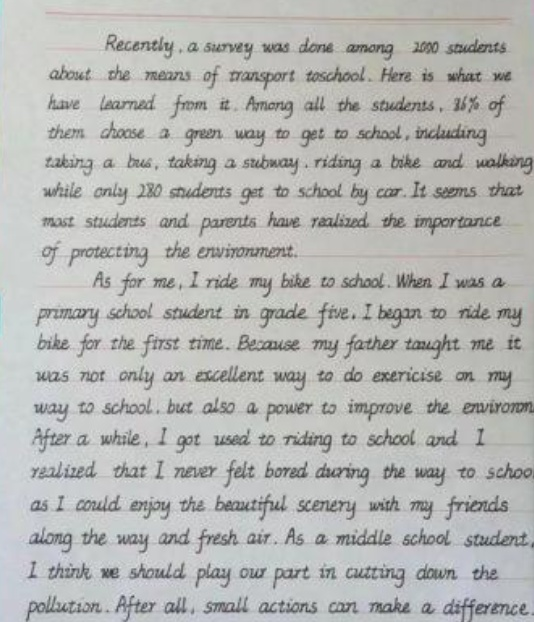 Recently, a survey was done among 2000 students
about the means of transport toschool. Here is what we
have learned from it. Among all the students, 86% of
them choose a green way to get to school, including
taking a bus, taking a subway, riding a bike and walking
while only 280 students get to school by car. It seems that
most students and parents have realized the importance
of protecting the environment.
As for me, I ride my bike to school. When I was a
primary school student in grade five, I began to ride my
bike for the first time. Because my father taught me it
was not only an excellent way to do exericise on my
way to school, but also a power to improve the environm
After a while, I got used to riding to school and I
realized that I never felt bored during the way to schoo
as I could enjoy the beautiful scenery with my friends
along the way and fresh air. As a middle school student,
I think we should play our part in cutting down the
pollution. After all, small actions can make a difference.